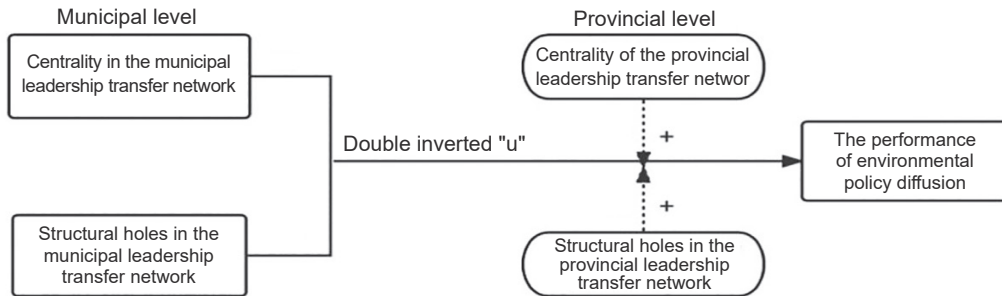 Municipal level
Centrality in the municipal
leadership transfer network
Structural holes in the
municipal leadership
transfer network
Double inverted "u"
Provincial level
Centrality of the provincial
leadership transfer networ
+
+
Structural holes in the
provincial leadership
transfer network
The performance
of environmental
policy diffusion